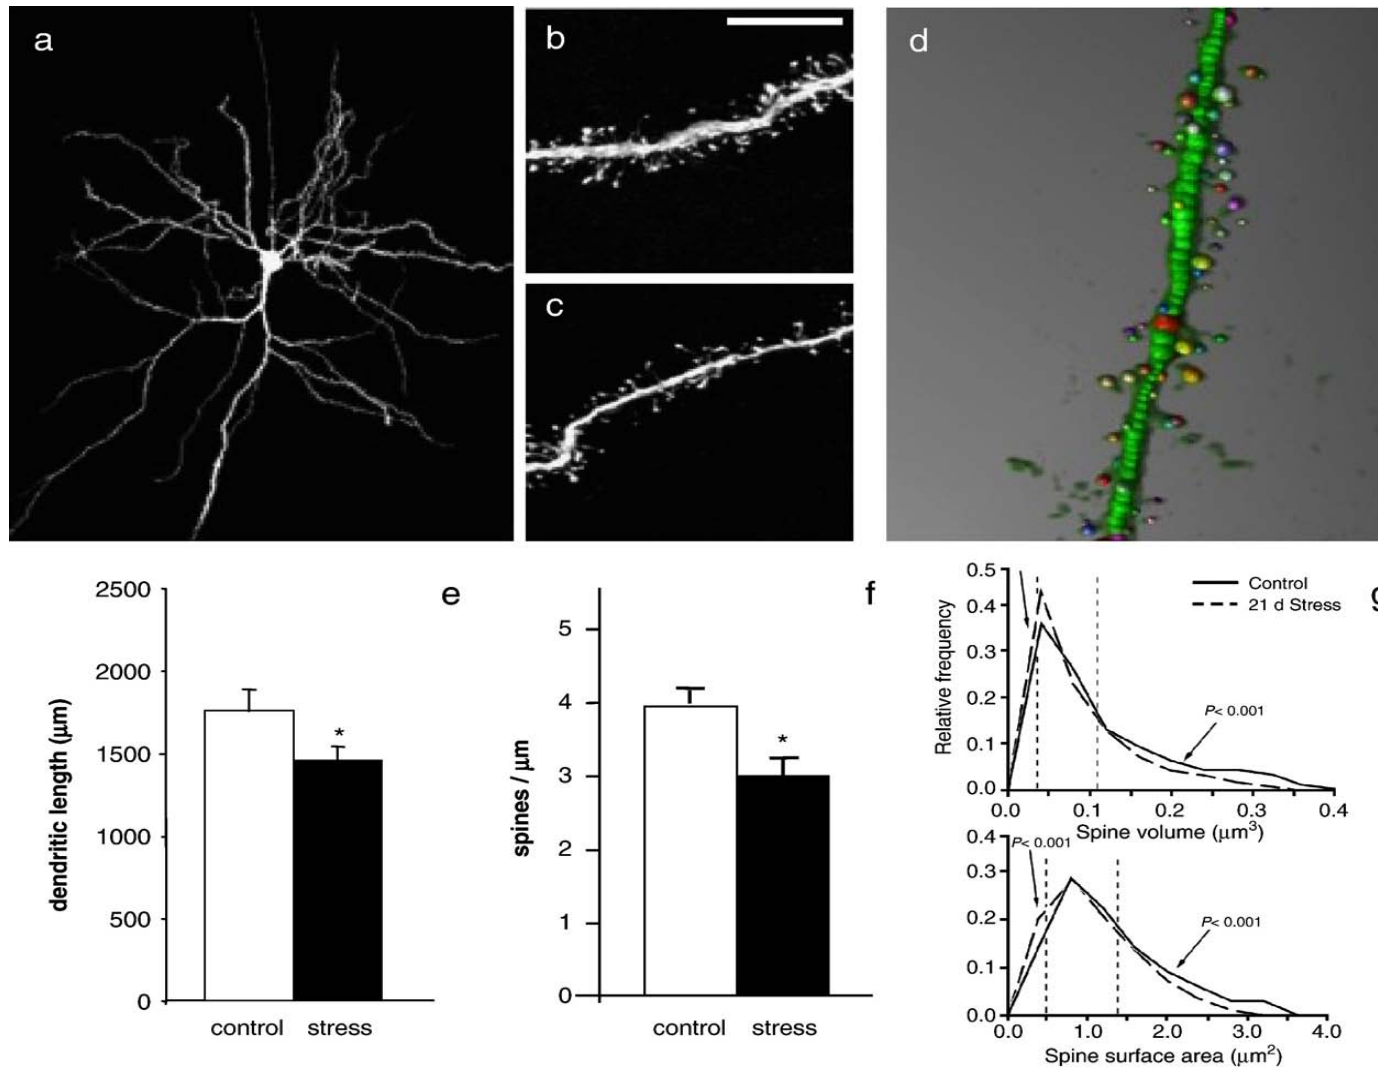 a
b
c
d
e
2500
2000
1500
1000
500
0
dendritic length (μm)
*
control stress
f
5
4
3
2
1
0
spines / μm
*
control stress
g
0.5
0.4
0.3
0.2
0.1
0.0
Relative frequency
Control
21 d Stress
P< 0.001
0.0 0.1 0.2 0.4
Spine volume (μm³)
0.4
0.3
0.2
0.1
0.0
P< 0.001
P< 0.001
0.0 1.0 2.0 3.0 4.0
Spine surface area (μm²)